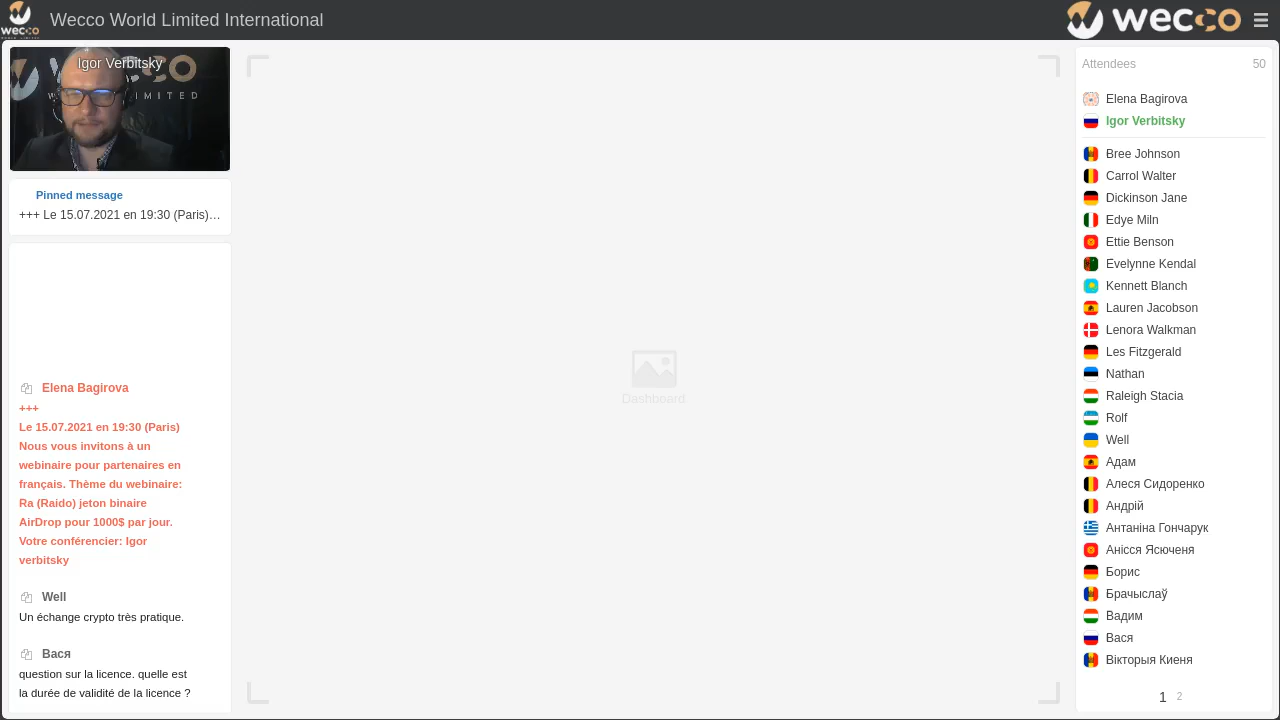 wecco
Wecco World Limited International
wecco
Igor Verbitsky
Pinned message
+++ Le 15.07.2021 en 19:30 (Paris)…
Elena Bagirova
+++
Le 15.07.2021 en 19:30 (Paris)
Nous vous invitons à un
webinaire pour partenaires en
français. Thème du webinaire:
Ra (Raido) jeton binaire
AirDrop pour 1000$ par jour.
Votre conférencier: Igor
verbitsky
Well
Un échange crypto très pratique.
Вася
question sur la licence. quelle est
la durée de validité de la licence ?
Dashboard
Attendees 50
Elena Bagirova
Igor Verbitsky
Bree Johnson
Carrol Walter
Dickinson Jane
Edye Miln
Ettie Benson
Evelynne Kendal
Kennett Blanch
Lauren Jacobson
Lenora Walkman
Les Fitzgerald
Nathan
Raleigh Stacia
Rolf
Well
Адам
Алеся Сидоренко
Андрій
Антаніна Гончарук
Анісся Ясюченя
Борис
Брачыслаў
Вадим
Вася
Вікторыя Киеня
1 2